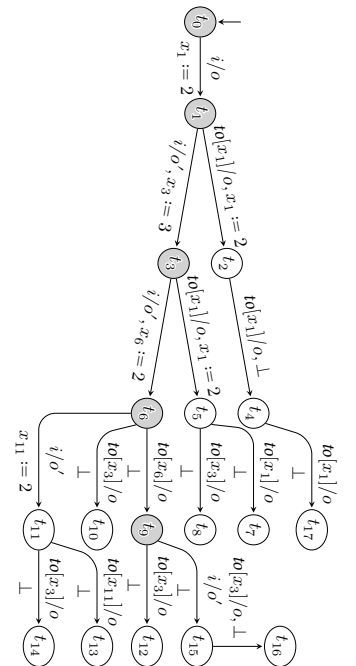 t₀
i/o
x₁ := 2
t₁
to[x₁]/o, x₁ := 2
i/o′, x₃ := 3
t₂
t₃
to[x₁]/o, ⊥
to[x₁]/o, x₁ := 2
i/o′, x₆ := 2
t₄
t₅
t₆
to[x₁]/o
⊥
to[x₁]/o
⊥
to[x₃]/o
⊥
to[x₆]/o
⊥
to[x₃]/o
⊥
i/o′
x₁₁ := 2
t₁₇
t₇
t₈
t₉
t₁₀
t₁₁
i/o′
⊥
to[x₃]/o
⊥
to[x₁₁]/o
⊥
to[x₃]/o
⊥
t₁₅
to[x₃]/o, ⊥
t₁₆
t₁₂
t₁₃
t₁₄